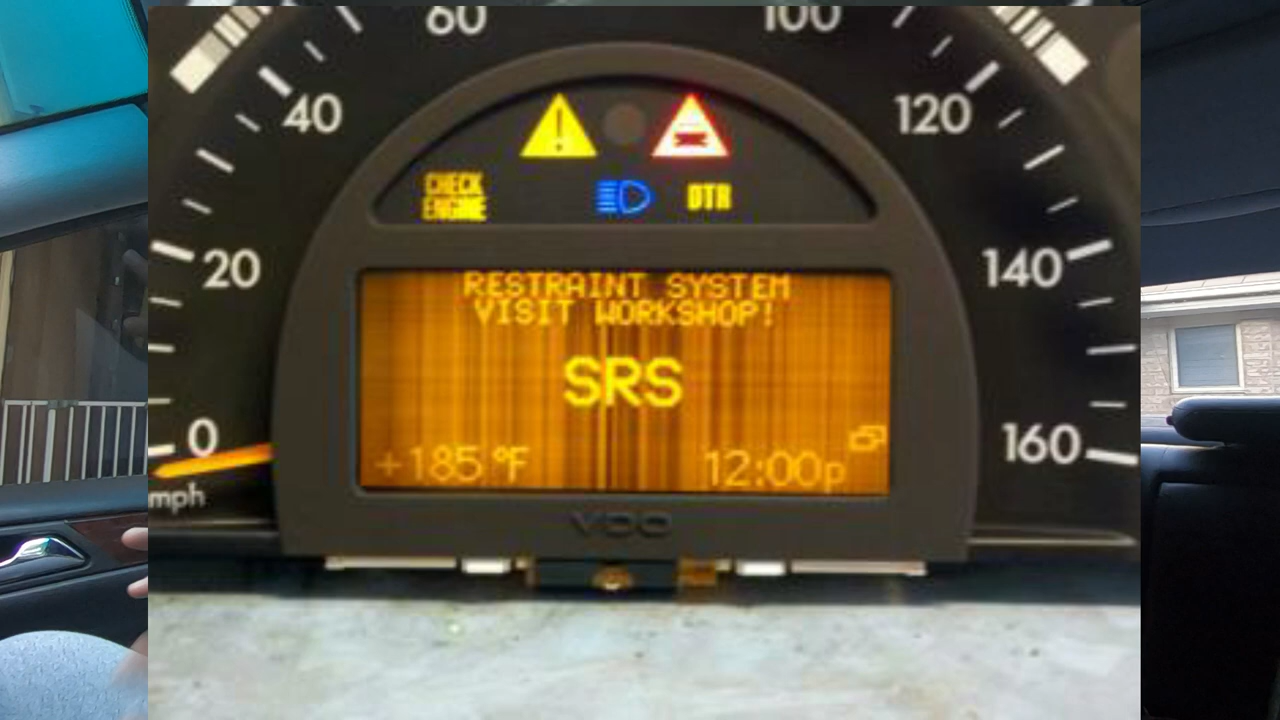 60
100
40
120
CHECK
ENGINE
DTR
20
140
RESTRAINT SYSTEM
VISIT WORKSHOP!
SRS
0
160
+185 °F
12:00p
mph
VDO